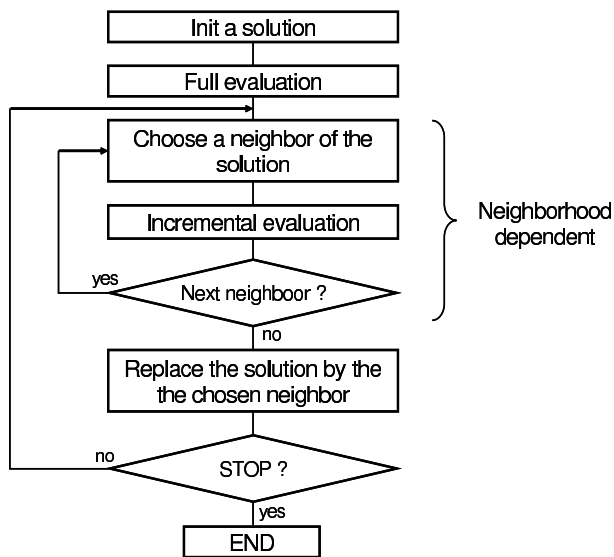 Init a solution
Full evaluation
Choose a neighbor of the
solution
Neighborhood
dependent
Incremental evaluation
yes
Next neighboor ?
no
Replace the solution by the
the chosen neighbor
no
STOP ?
yes
END